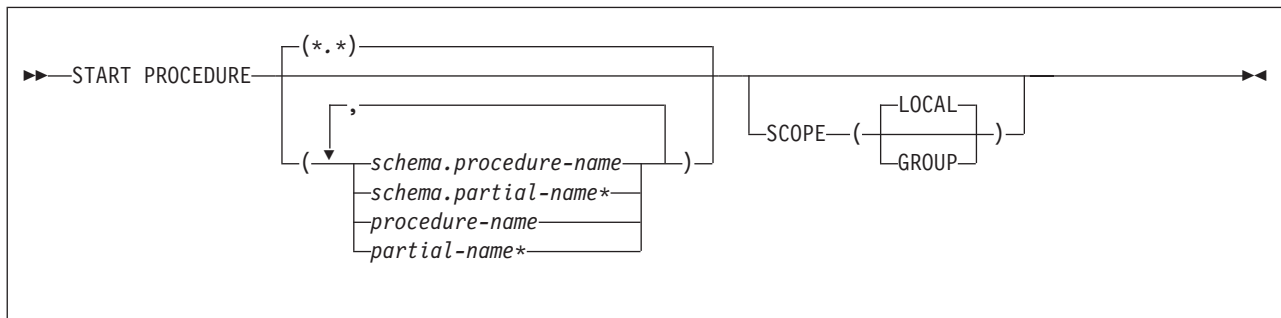 (*.*)
START PROCEDURE
,
LOCAL
SCOPE ( )
GROUP
( schema.procedure-name )
schema.partial-name*
procedure-name
partial-name*